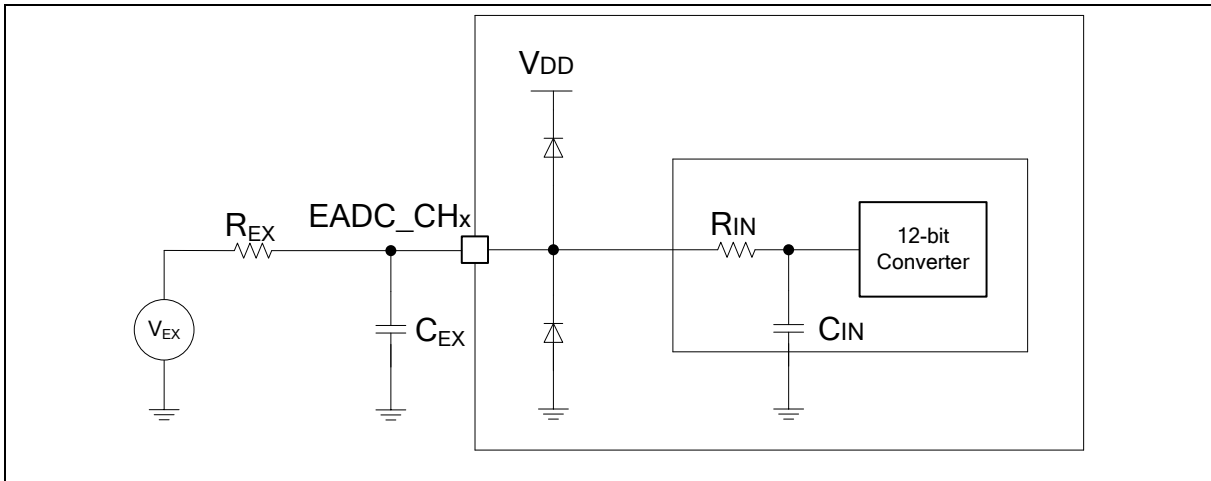 VDD
EADC_CHx
REX
RIN
12-bit
Converter
VEX
CEX
CIN